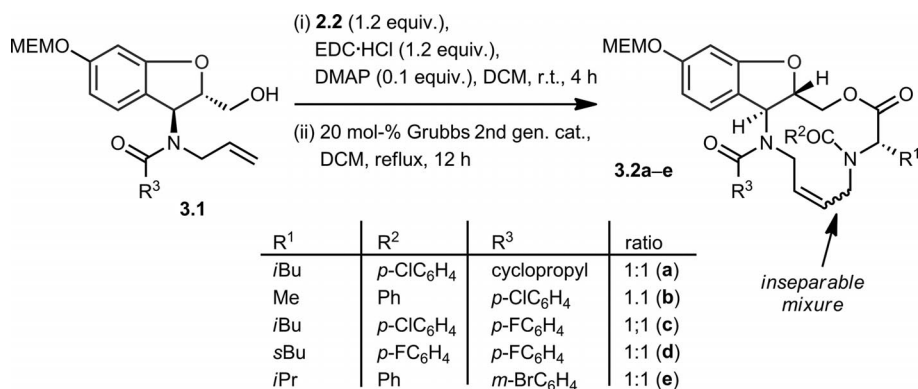 (i) 2.2 (1.2 equiv.),
EDC·HCl (1.2 equiv.),
DMAP (0.1 equiv.), DCM, r.t., 4 h
(ii) 20 mol-% Grubbs 2nd gen. cat.,
DCM, reflux, 12 h
MEMO
O
OH
N
O
R³
3.1
MEMO
O
H
O
O
H
R²OC
N
N
R¹
O
R³
3.2a–e
inseparable
mixture
R¹ R² R³ ratio
iBu p-ClC₆H₄ cyclopropyl 1:1 (a)
Me Ph p-ClC₆H₄ 1.1 (b)
iBu p-ClC₆H₄ p-FC₆H₄ 1;1 (c)
sBu p-FC₆H₄ p-FC₆H₄ 1:1 (d)
iPr Ph m-BrC₆H₄ 1:1 (e)